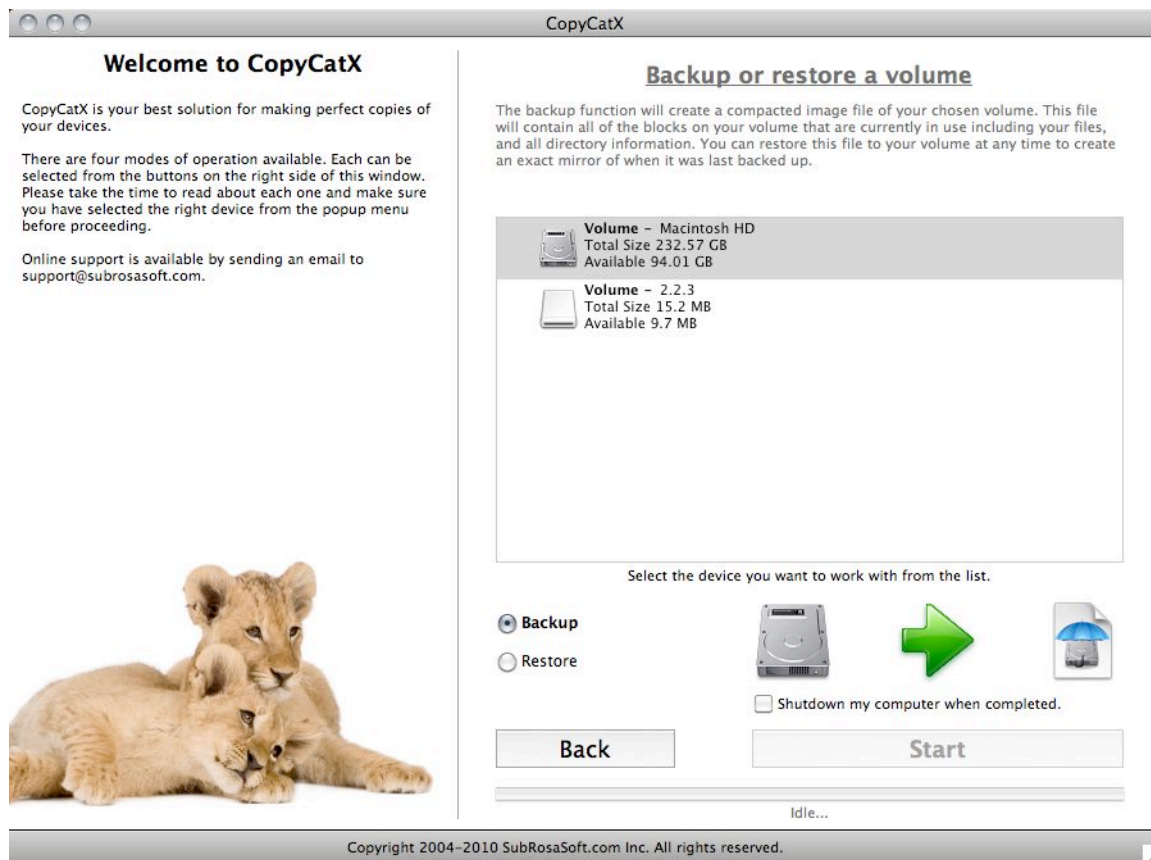 CopyCatX
Welcome to CopyCatX
CopyCatX is your best solution for making perfect copies of
your devices.
There are four modes of operation available. Each can be
selected from the buttons on the right side of this window.
Please take the time to read about each one and make sure
you have selected the right device from the popup menu
before proceeding.
Online support is available by sending an email to
support@subrosasoft.com.
Backup or restore a volume
The backup function will create a compacted image file of your chosen volume. This file
will contain all of the blocks on your volume that are currently in use including your files,
and all directory information. You can restore this file to your volume at any time to create
an exact mirror of when it was last backed up.
Volume – Macintosh HD
Total Size 232.57 GB
Available 94.01 GB
Volume – 2.2.3
Total Size 15.2 MB
Available 9.7 MB
Select the device you want to work with from the list.
Backup
Restore
Shutdown my computer when completed.
Back
Start
Idle...
Copyright 2004–2010 SubRosaSoft.com Inc. All rights reserved.